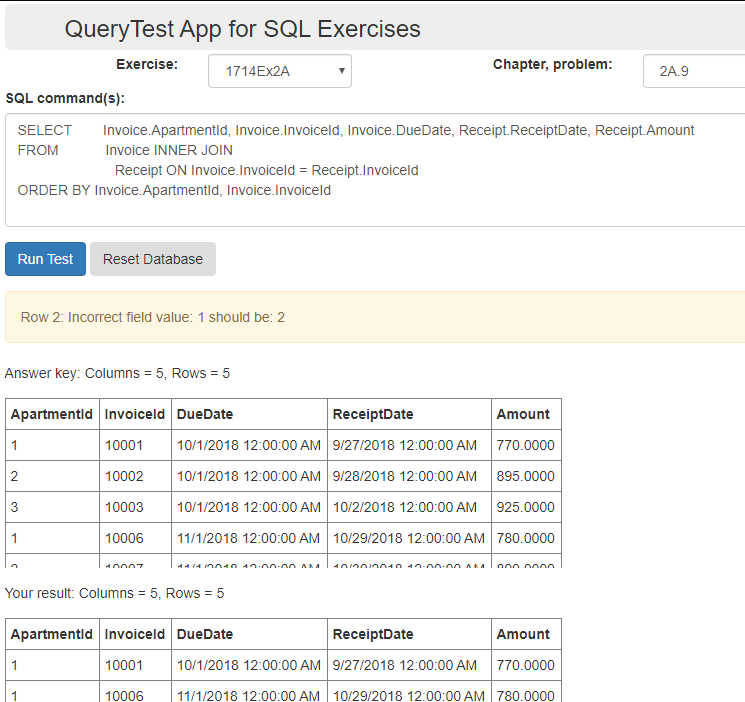 QueryTest App for SQL Exercises
Exercise: 1714Ex2A Chapter, problem: 2A.9
SQL command(s):
SELECT Invoice.ApartmentId, Invoice.InvoiceId, Invoice.DueDate, Receipt.ReceiptDate, Receipt.Amount
FROM Invoice INNER JOIN
Receipt ON Invoice.InvoiceId = Receipt.InvoiceId
ORDER BY Invoice.ApartmentId, Invoice.InvoiceId
Run Test Reset Database
Row 2: Incorrect field value: 1 should be: 2
Answer key: Columns = 5, Rows = 5
ApartmentId InvoiceId DueDate ReceiptDate Amount
1 10001 10/1/2018 12:00:00 AM 9/27/2018 12:00:00 AM 770.0000
2 10002 10/1/2018 12:00:00 AM 9/28/2018 12:00:00 AM 895.0000
3 10003 10/1/2018 12:00:00 AM 10/2/2018 12:00:00 AM 925.0000
1 10006 11/1/2018 12:00:00 AM 10/29/2018 12:00:00 AM 780.0000
Your result: Columns = 5, Rows = 5
ApartmentId InvoiceId DueDate ReceiptDate Amount
1 10001 10/1/2018 12:00:00 AM 9/27/2018 12:00:00 AM 770.0000
1 10006 11/1/2018 12:00:00 AM 10/29/2018 12:00:00 AM 780.0000